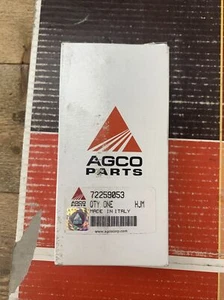 AGCO
PARTS
72259053
QTY ONE HJM
MADE IN ITALY
www.agcocorp.com